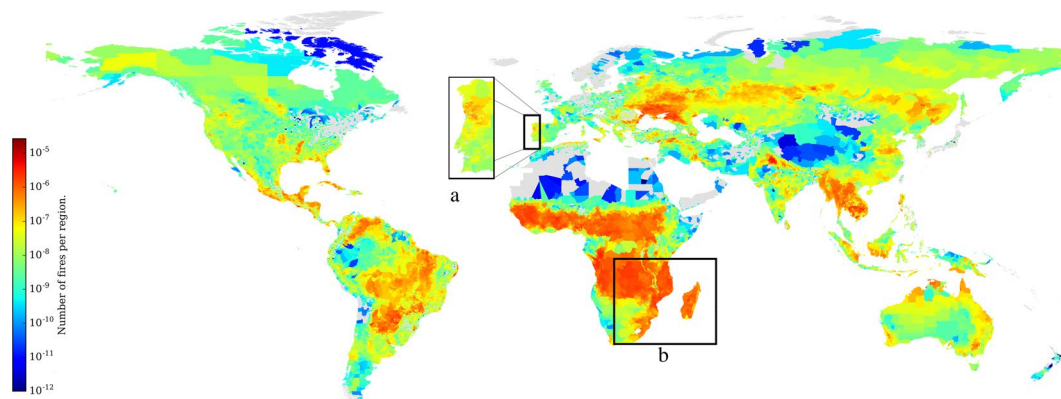 a
b
Number of fires per region.
10⁻⁵
10⁻⁶
10⁻⁷
10⁻⁸
10⁻⁹
10⁻¹⁰
10⁻¹¹
10⁻¹²